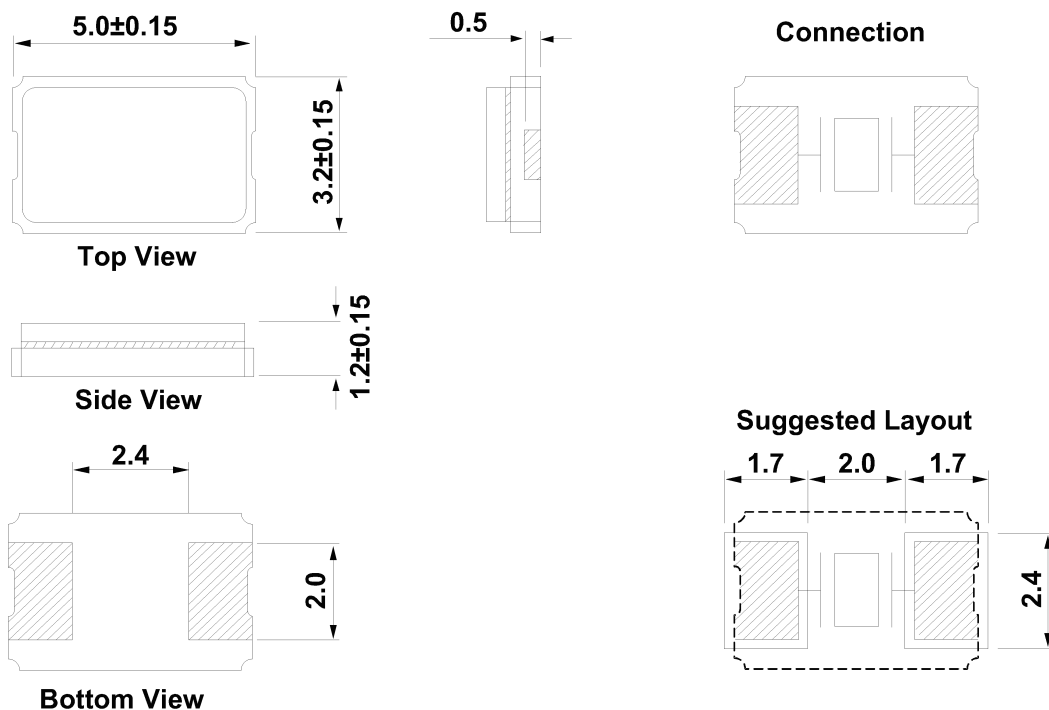 5.0±0.15
0.5
Connection
3.2±0.15
Top View
1.2±0.15
Side View
Suggested Layout
2.4
1.7
2.0
1.7
2.0
2.4
Bottom View